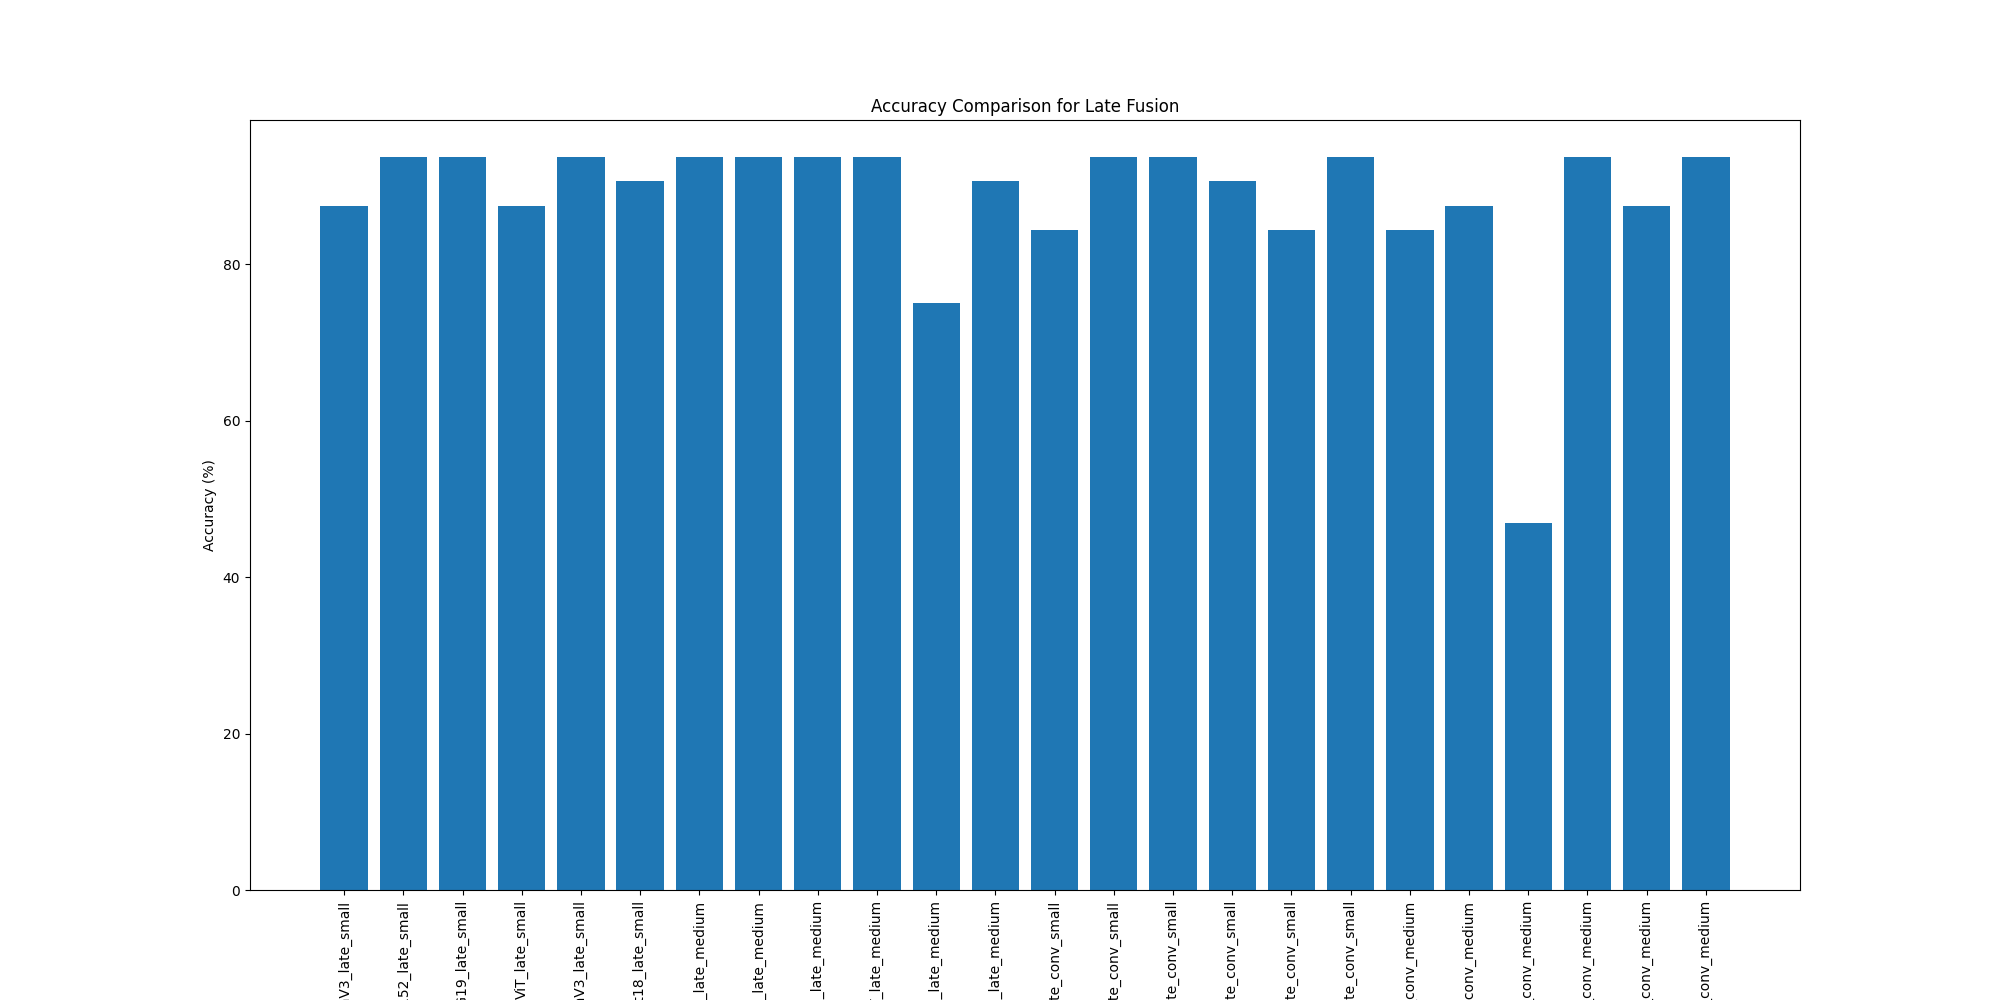 Accuracy Comparison for Late Fusion
Accuracy (%)
80
60
40
20
0
V3_late_small
52_late_small
19_late_small
ViT_late_small
V3_late_small
18_late_small
_late_medium
_late_medium
_late_medium
_late_medium
_late_medium
_late_medium
te_conv_small
te_conv_small
te_conv_small
te_conv_small
te_conv_small
te_conv_small
conv_medium
conv_medium
conv_medium
conv_medium
conv_medium
conv_medium